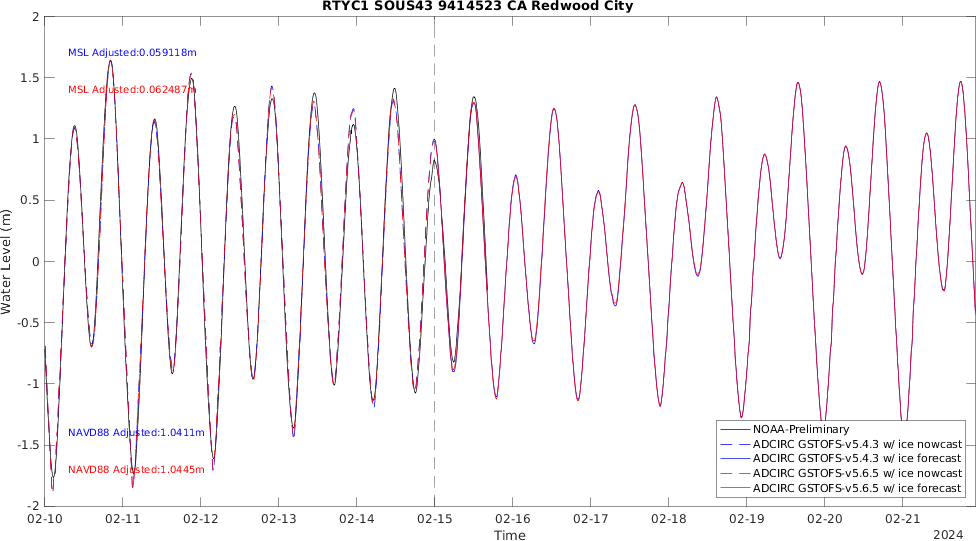 RTYC1 SOUS43 9414523 CA Redwood City
2
1.5
1
0.5
0
-0.5
-1
-1.5
-2
Water Level (m)
MSL Adjusted:0.059118m
MSL Adjusted:0.062487m
NAVD88 Adjusted:1.0411m
NAVD88 Adjusted:1.0445m
NOAA-Preliminary
ADCIRC GSTOFS-v5.4.3 w/ ice nowcast
ADCIRC GSTOFS-v5.4.3 w/ ice forecast
ADCIRC GSTOFS-v5.6.5 w/ ice nowcast
ADCIRC GSTOFS-v5.6.5 w/ ice forecast
02-10 02-11 02-12 02-13 02-14 02-15 02-16 02-17 02-18 02-19 02-20 02-21
Time
2024